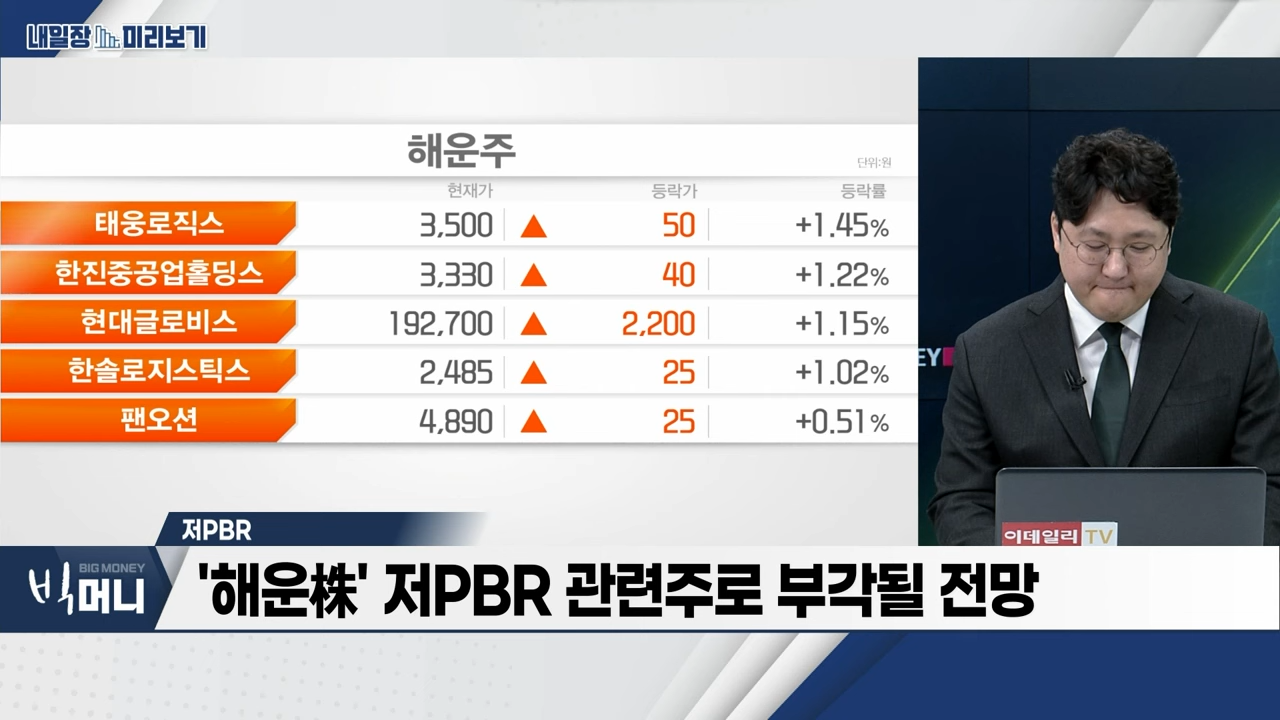 내일장 미리보기
해운주
단위:원
현재가 등락가 등락률
태웅로직스 3,500 ▲ 50 +1.45%
한진중공업홀딩스 3,330 ▲ 40 +1.22%
현대글로비스 192,700 ▲ 2,200 +1.15%
한솔로지스틱스 2,485 ▲ 25 +1.02%
팬오션 4,890 ▲ 25 +0.51%
EY
이데일리 TV
저PBR
BIG MONEY
빅머니
'해운株' 저PBR 관련주로 부각될 전망